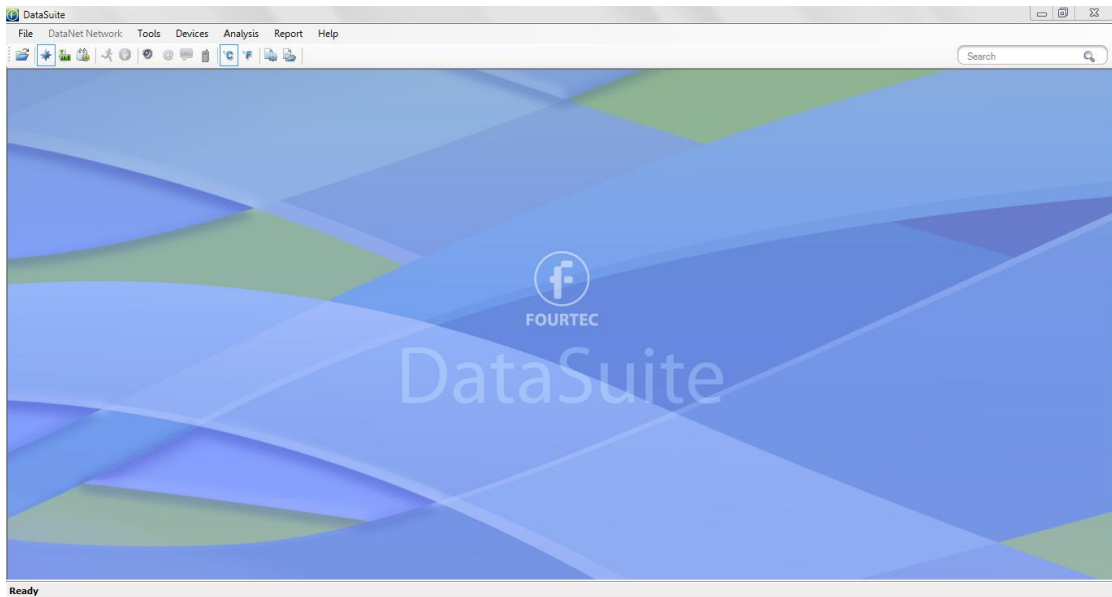 DataSuite
File DataNet Network Tools Devices Analysis Report Help
°C °F Search
FOURTEC
DataSuite
Ready